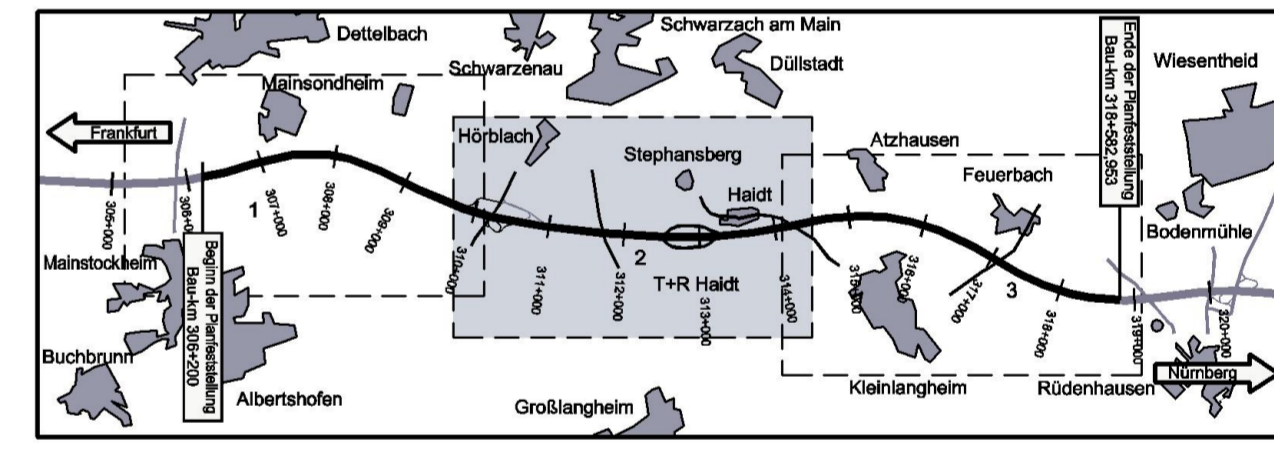 Dettelbach
Schwarzach am Main
Schwarzenau
Düllstadt
Wiesentheid
Mainsondheim
Frankfurt
Hörblach
Stephansberg
Haidt
Atzhausen
Feuerbach
Ende der Planfeststellung
Bau-km 318+582,953
Bodenmühle
305+000
1
307+000
308+000
309+000
310+000
311+000
2
312+000
T+R Haidt
313+000
314+000
316+000
317+000
3
318+000
319+000
320+000
Mainstockheim
Beginn der Planfeststellung
Bau-km 306+200
Buchbrunn
Albertshofen
Großlangheim
Kleinlangheim
Rüdenhausen
Nürnberg